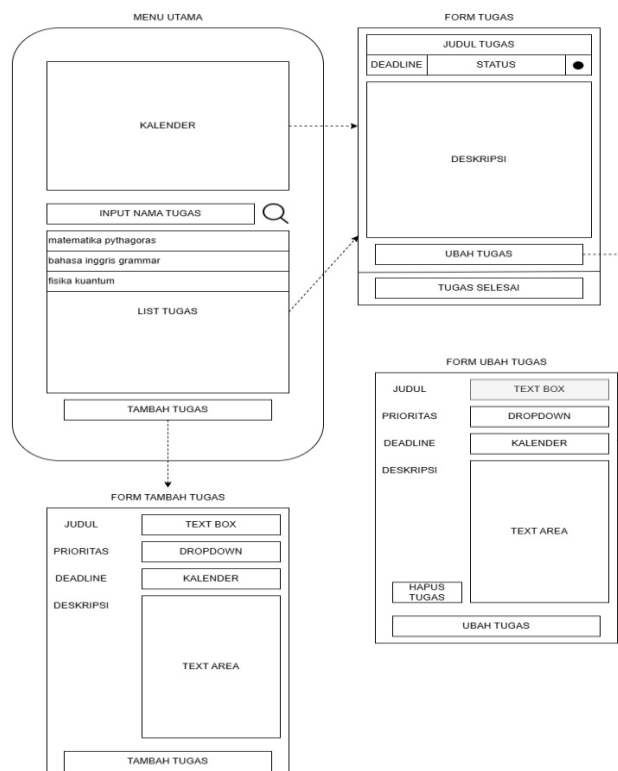 MENU UTAMA
KALENDER
INPUT NAMA TUGAS
matematika pythagoras
bahasa inggris grammar
fisika kuantum
LIST TUGAS
TAMBAH TUGAS
FORM TUGAS
JUDUL TUGAS
DEADLINE STATUS
DESKRIPSI
UBAH TUGAS
TUGAS SELESAI
FORM UBAH TUGAS
JUDUL TEXT BOX
PRIORITAS DROPDOWN
DEADLINE KALENDER
DESKRIPSI
TEXT AREA
HAPUS
TUGAS
UBAH TUGAS
FORM TAMBAH TUGAS
JUDUL TEXT BOX
PRIORITAS DROPDOWN
DEADLINE KALENDER
DESKRIPSI
TEXT AREA
TAMBAH TUGAS